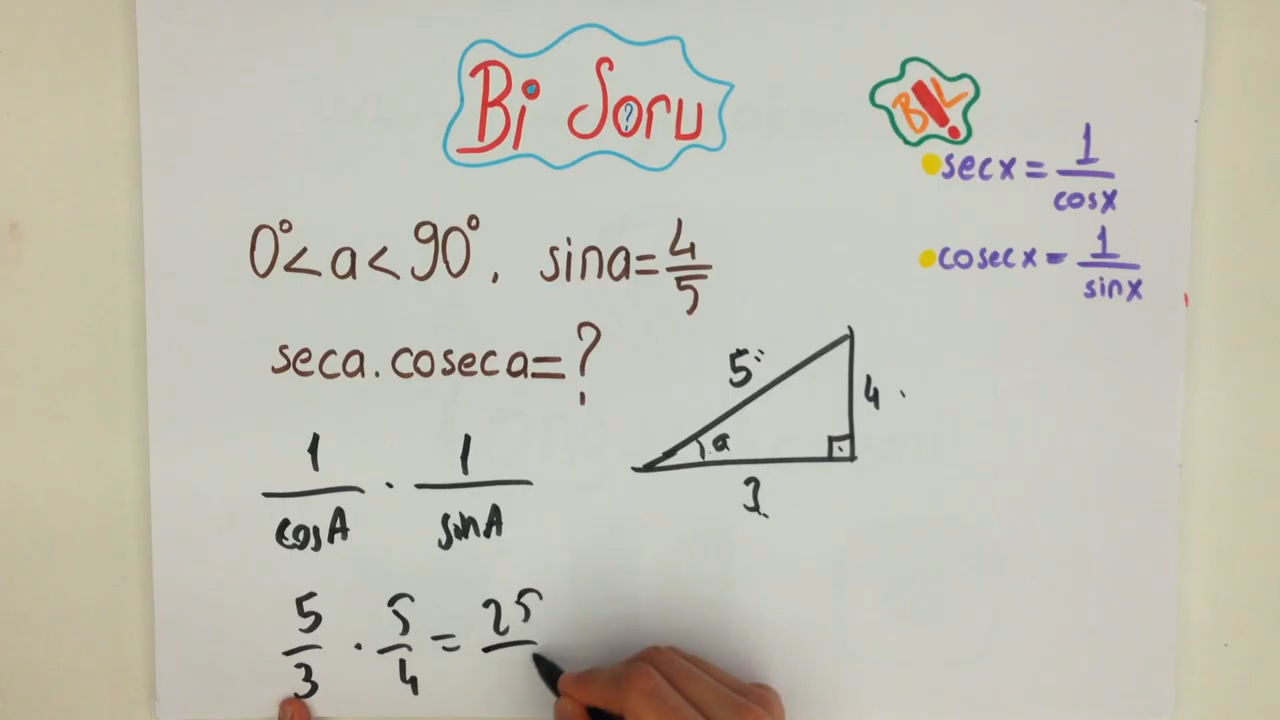 Bi Soru
?
BİL!
secx = 1/cosx
cosecx = 1/sinx
0° < a < 90°, sina = 4/5
seca . coseca = ?
5
4
a
3
1/cosA . 1/sinA
5/3 . 5/4 = 25